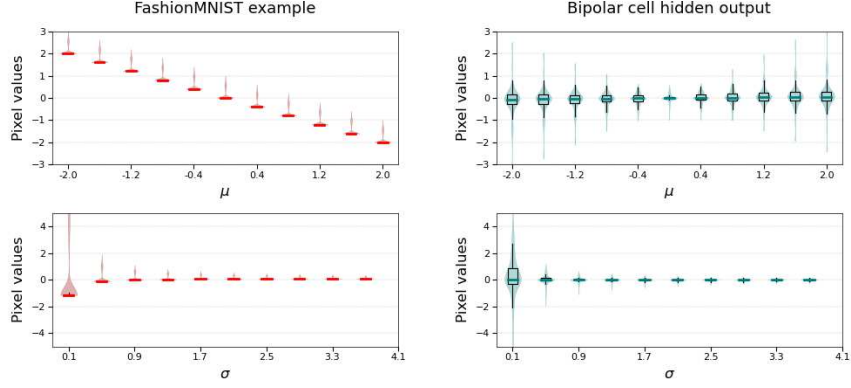 FashionMNIST example
Bipolar cell hidden output
Pixel values
3
2
1
0
−1
−2
−3
-2.0 -1.2 -0.4 0.4 1.2 2.0
μ
Pixel values
3
2
1
0
−1
−2
−3
-2.0 -1.2 -0.4 0.4 1.2 2.0
μ
Pixel values
4
2
0
−2
−4
0.1 0.9 1.7 2.5 3.3 4.1
σ
Pixel values
4
2
0
−2
−4
0.1 0.9 1.7 2.5 3.3 4.1
σ